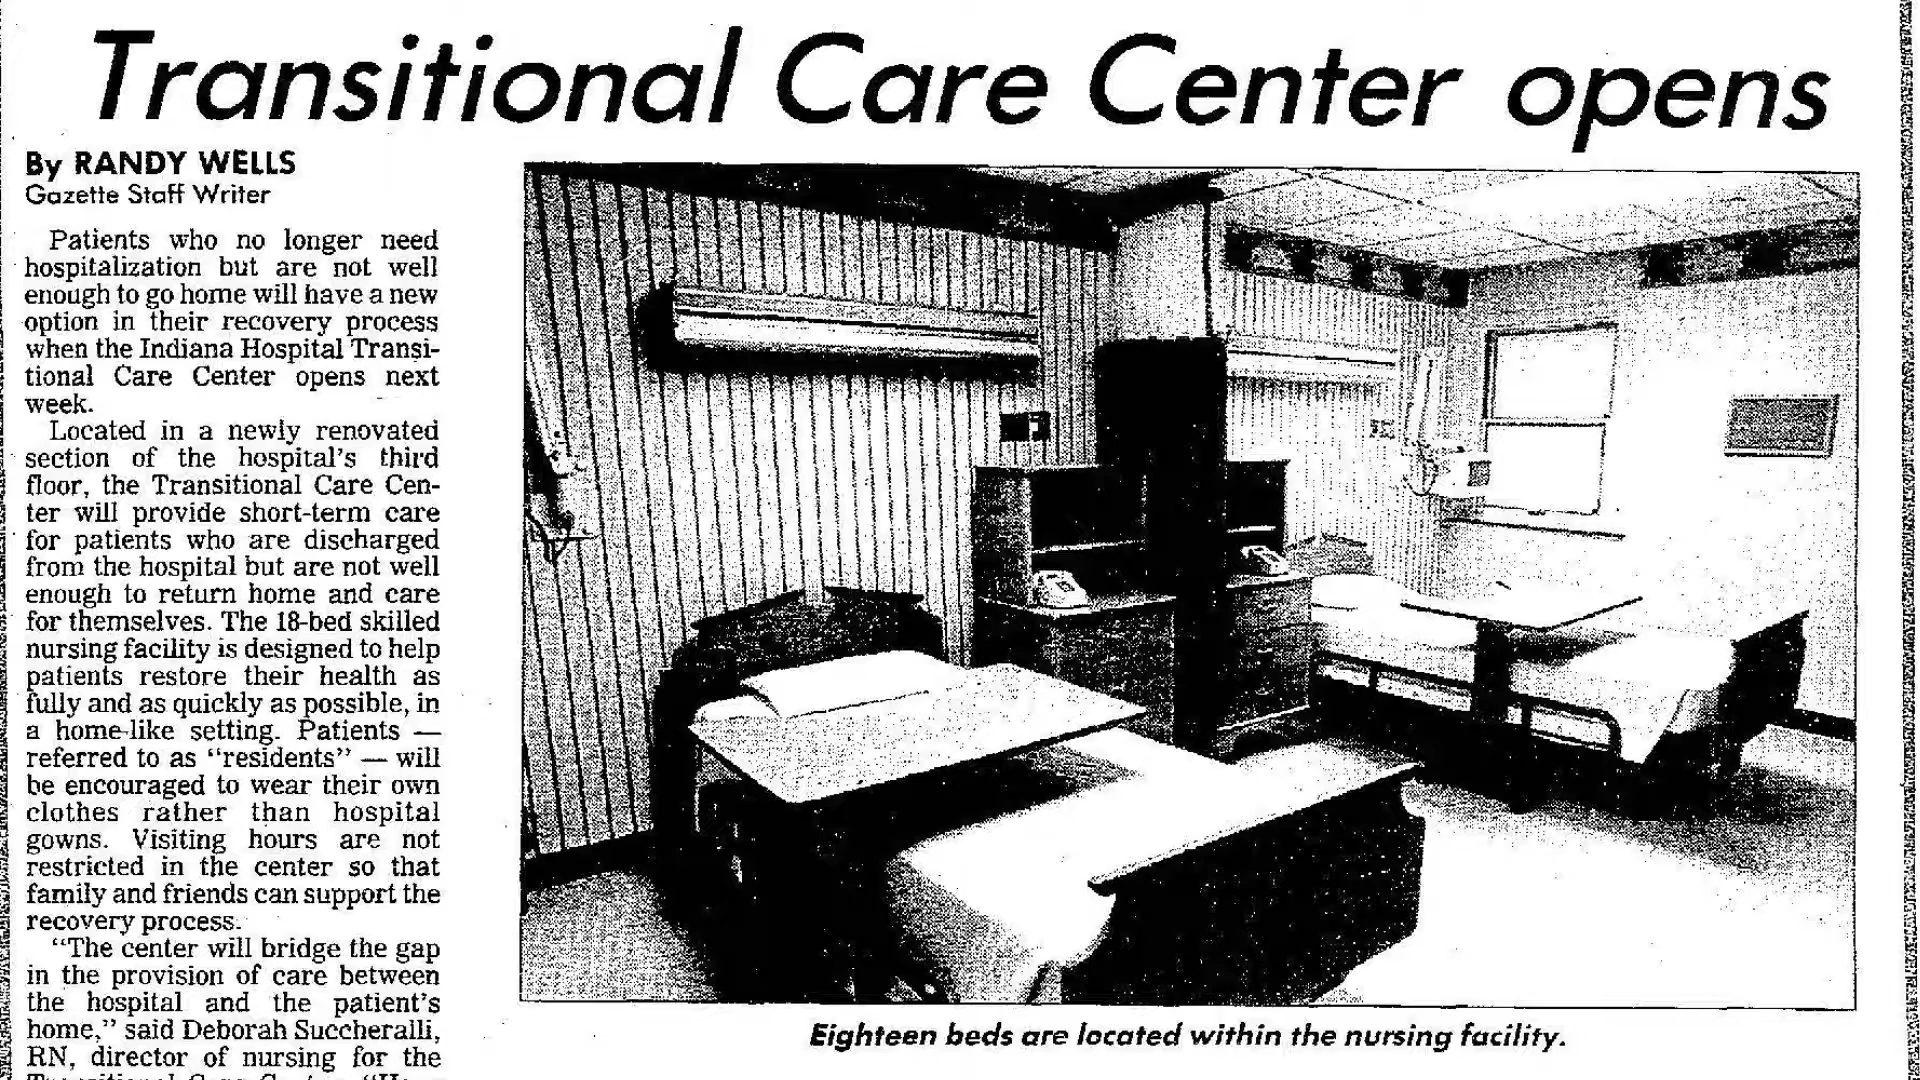 Transitional Care Center opens
By RANDY WELLS
Gazette Staff Writer
Patients who no longer need
hospitalization but are not well
enough to go home will have a new
option in their recovery process
when the Indiana Hospital Transi-
tional Care Center opens next
week.
Located in a newly renovated
section of the hospital's third
floor, the Transitional Care Cen-
ter will provide short-term care
for patients who are discharged
from the hospital but are not well
enough to return home and care
for themselves. The 18-bed skilled
nursing facility is designed to help
patients restore their health as
fully and as quickly as possible, in
a home-like setting. Patients —
referred to as "residents" — will
be encouraged to wear their own
clothes rather than hospital
gowns. Visiting hours are not
restricted in the center so that
family and friends can support the
recovery process.
"The center will bridge the gap
in the provision of care between
the hospital and the patient's
home," said Deborah Succheralli,
RN, director of nursing for the
Eighteen beds are located within the nursing facility.